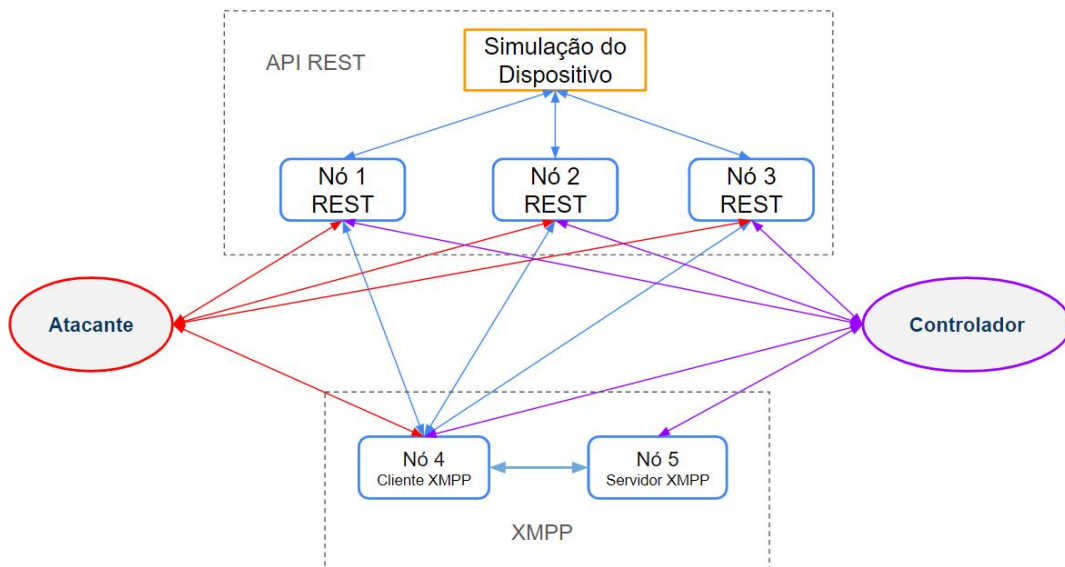 API REST
Simulação do
Dispositivo
Nó 1
REST
Nó 2
REST
Nó 3
REST
Atacante
Controlador
Nó 4
Cliente XMPP
Nó 5
Servidor XMPP
XMPP